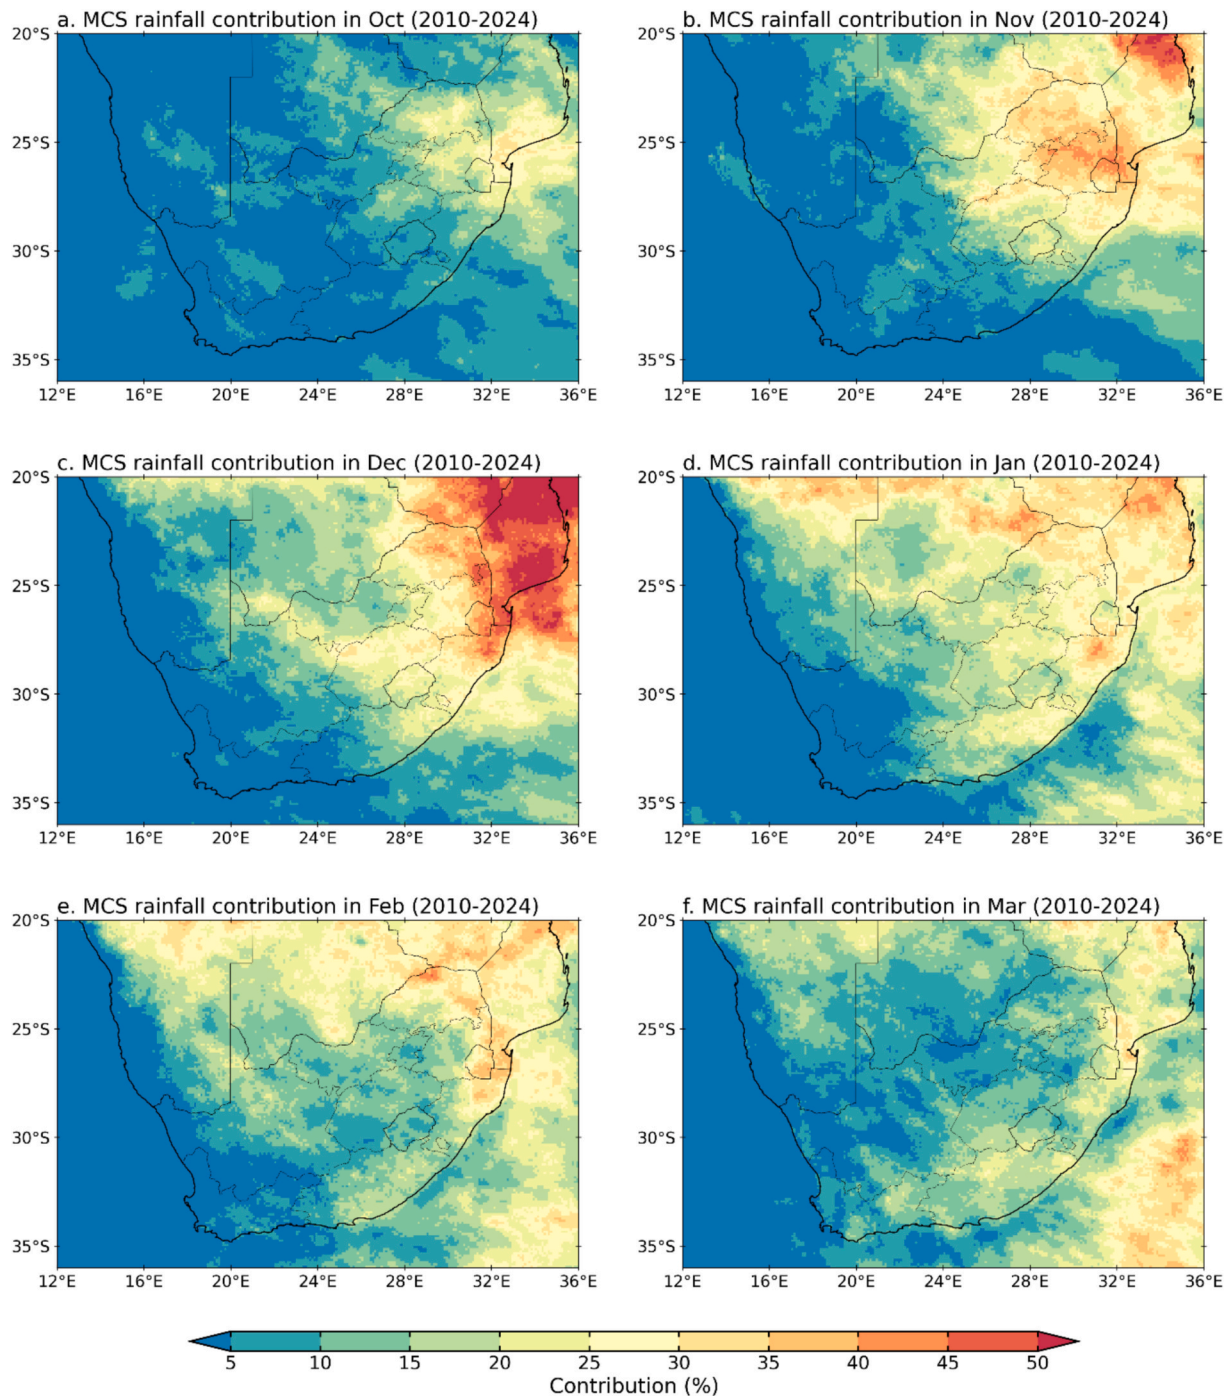 a. MCS rainfall contribution in Oct (2010-2024)
20°S
25°S
30°S
35°S
12°E 16°E 20°E 24°E 28°E 32°E 36°E
b. MCS rainfall contribution in Nov (2010-2024)
20°S
25°S
30°S
35°S
12°E 16°E 20°E 24°E 28°E 32°E 36°E
c. MCS rainfall contribution in Dec (2010-2024)
20°S
25°S
30°S
35°S
12°E 16°E 20°E 24°E 28°E 32°E 36°E
d. MCS rainfall contribution in Jan (2010-2024)
20°S
25°S
30°S
35°S
12°E 16°E 20°E 24°E 28°E 32°E 36°E
e. MCS rainfall contribution in Feb (2010-2024)
20°S
25°S
30°S
35°S
12°E 16°E 20°E 24°E 28°E 32°E 36°E
f. MCS rainfall contribution in Mar (2010-2024)
20°S
25°S
30°S
35°S
12°E 16°E 20°E 24°E 28°E 32°E 36°E
5 10 15 20 25 30 35 40 45 50
Contribution (%)